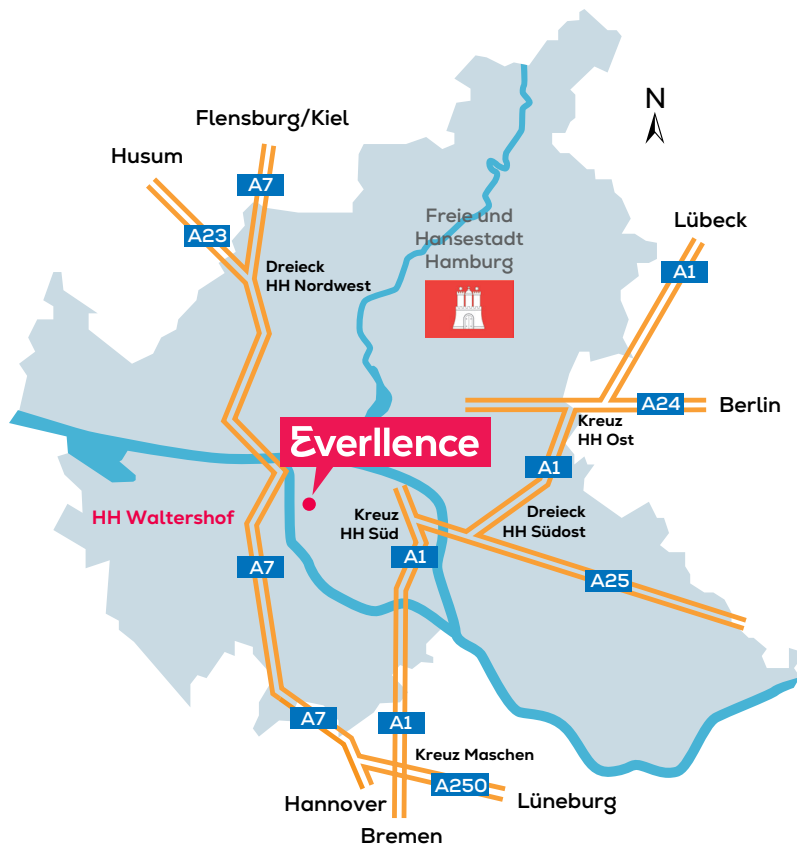 N
Flensburg/Kiel
Husum
A7
Freie und
Hansestadt
Hamburg
Lübeck
A23
Dreieck
HH Nordwest
A1
A24
Berlin
Kreuz
HH Ost
Everllence
A1
HH Waltershof
Kreuz
HH Süd
Dreieck
HH Südost
A7
A1
A25
A7
A1
Kreuz Maschen
A250
Hannover
Lüneburg
Bremen